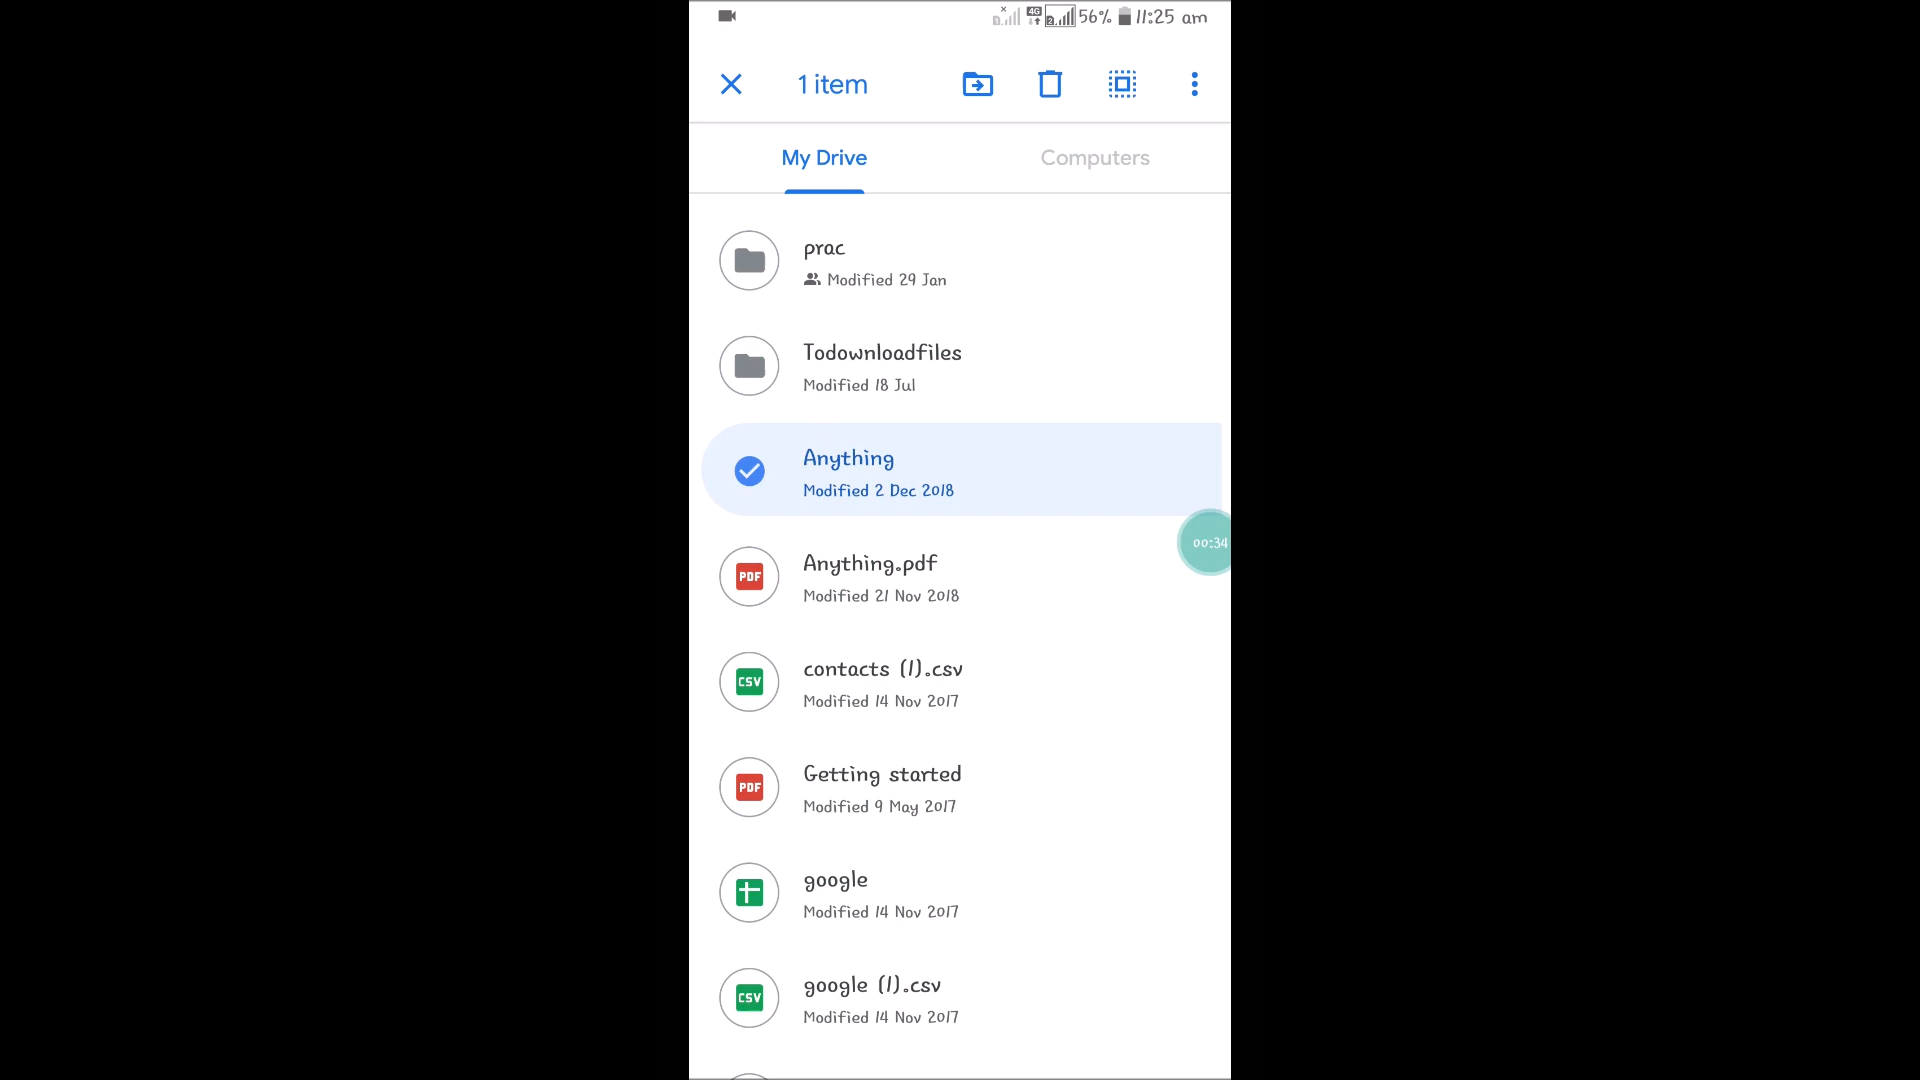 4G 56% 11:25 am
1 item
My Drive Computers
prac
Modified 29 Jan
Todownloadfiles
Modified 18 Jul
Anything
Modified 2 Dec 2018
00:34
Anything.pdf
PDF
Modified 21 Nov 2018
contacts (1).csv
CSV
Modified 14 Nov 2017
Getting started
PDF
Modified 9 May 2017
google
Modified 14 Nov 2017
google (1).csv
CSV
Modified 14 Nov 2017